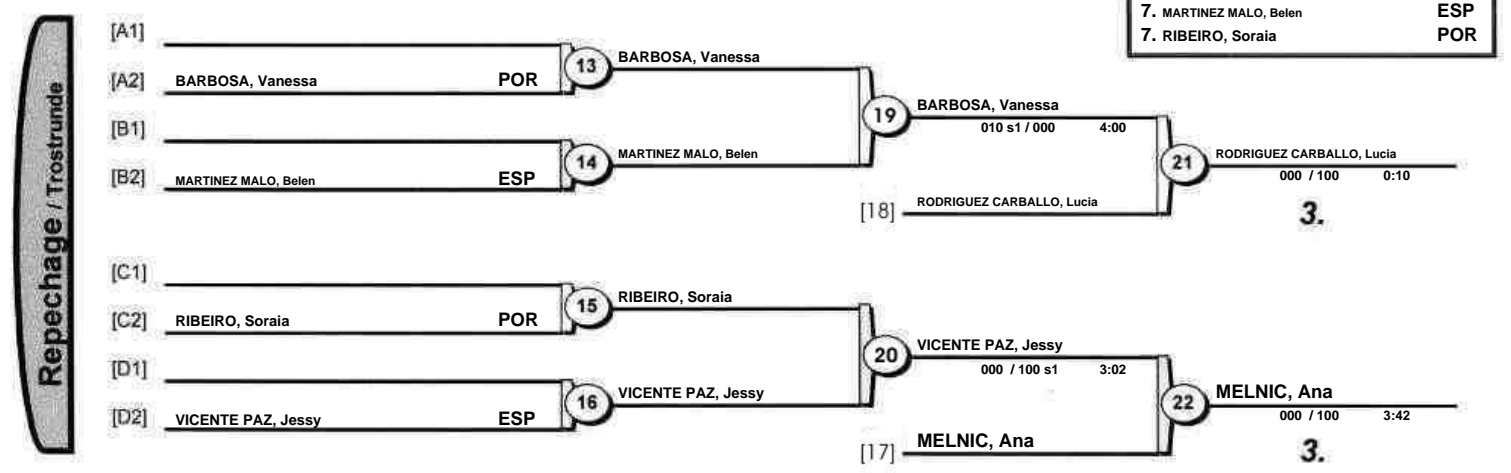 7. MARTINEZ MALO, Belen ESP
7. RIBEIRO, Soraia POR
Repechage / Trostrunde
[A1]
[A2] BARBOSA, Vanessa POR
13 BARBOSA, Vanessa
[B1]
[B2] MARTINEZ MALO, Belen ESP
14 MARTINEZ MALO, Belen
19 BARBOSA, Vanessa
010 s1 / 000 4:00
[18] RODRIGUEZ CARBALLO, Lucia
21 RODRIGUEZ CARBALLO, Lucia
000 / 100 0:10
3.
[C1]
[C2] RIBEIRO, Soraia POR
15 RIBEIRO, Soraia
[D1]
[D2] VICENTE PAZ, Jessy ESP
16 VICENTE PAZ, Jessy
20 VICENTE PAZ, Jessy
000 / 100 s1 3:02
[17] MELNIC, Ana
22 MELNIC, Ana
000 / 100 3:42
3.